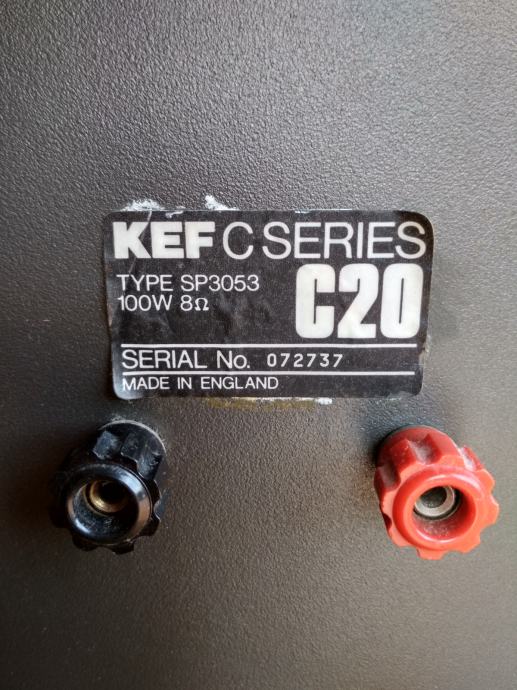 KEF C SERIES
TYPE SP3053
100W 8Ω
C20
SERIAL No. 072737
MADE IN ENGLAND